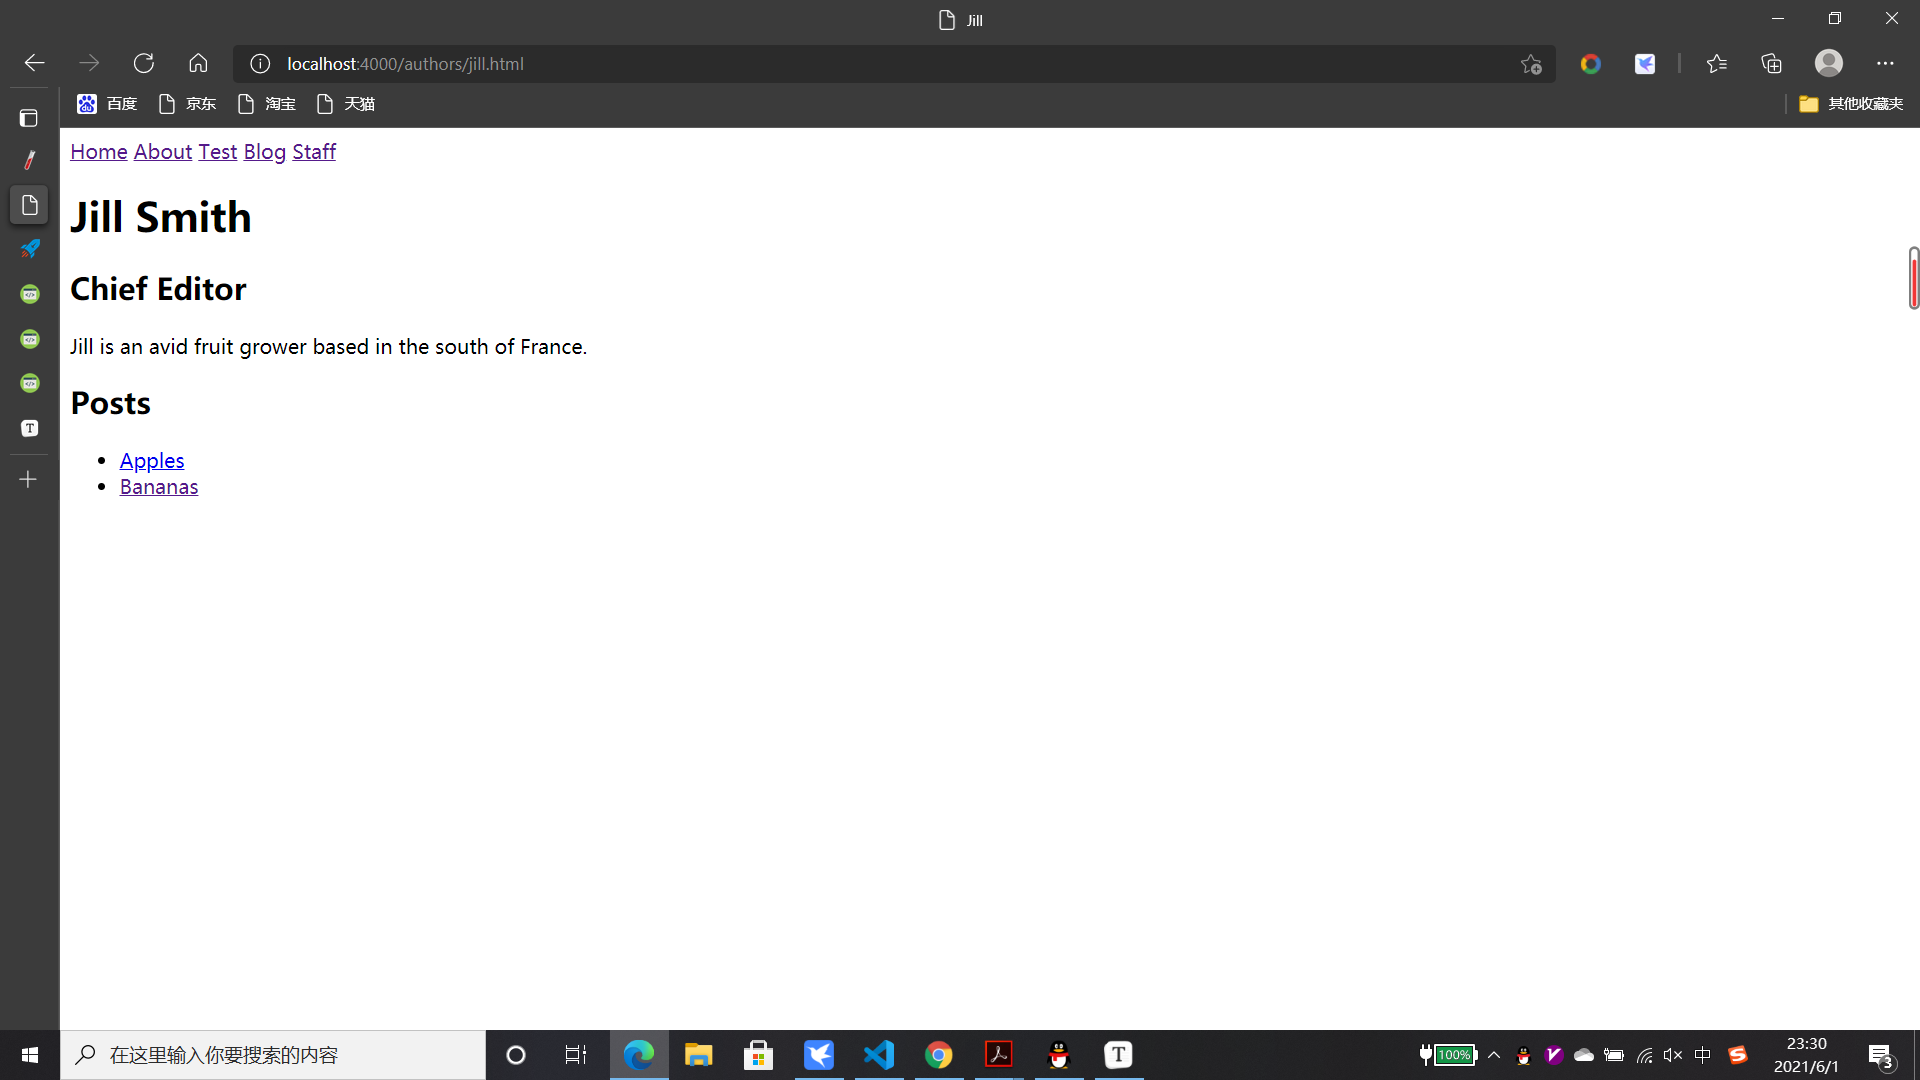 Jill
localhost:4000/authors/jill.html
百度 京东 淘宝 天猫 其他收藏夹
Home About Test Blog Staff
Jill Smith
Chief Editor
Jill is an avid fruit grower based in the south of France.
Posts
Apples
Bananas
在这里输入你要搜索的内容
T
T
100%
中
23:30
2021/6/1
3